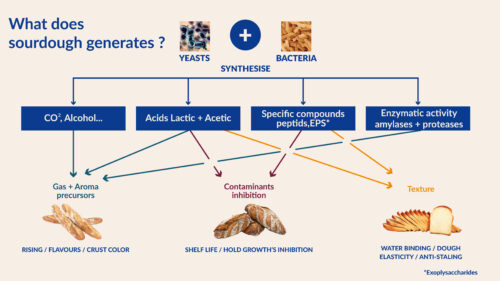 What does
sourdough generates ?
YEASTS
+
BACTERIA
SYNTHESISE
CO², Alcohol...
Acids Lactic + Acetic
Specific compounds
peptids,EPS*
Enzymatic activity
amylases + proteases
Gas + Aroma
precursors
Contaminants
inhibition
Texture
RISING / FLAVOURS / CRUST COLOR
SHELF LIFE / HOLD GROWTH'S INHIBITION
WATER BINDING / DOUGH
ELASTICITY / ANTI-STALING
*Exoplysaccharides